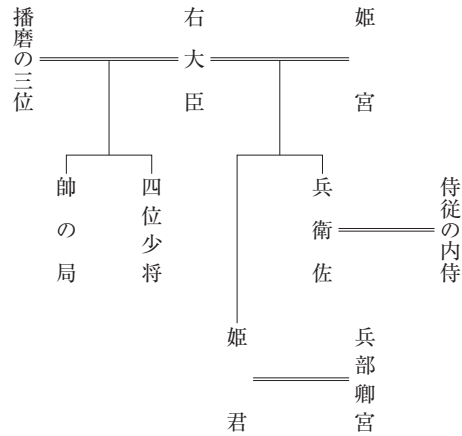 姫宮
右大臣
播磨の三位
侍従の内侍
兵衛佐
四位少将
帥の局
兵部卿宮
姫君